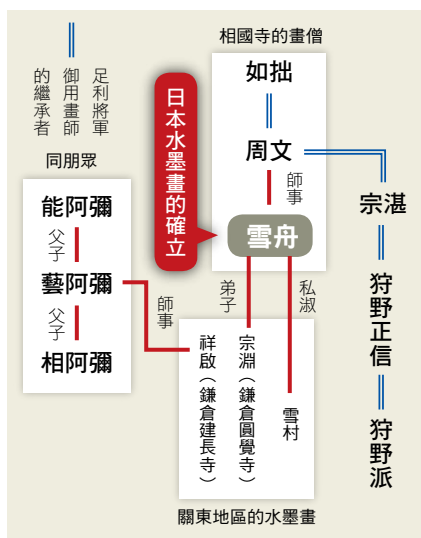 足利將軍
御用畫師
的繼承者
同朋眾
能阿彌
父子
藝阿彌
父子
相阿彌
師事
日本水墨畫的確立
相國寺的畫僧
如拙
周文
師事
雪舟
弟子
私淑
宗湛
狩野正信
狩野派
祥啟（鎌倉建長寺）
宗淵（鎌倉圓覺寺）
雪村
關東地區的水墨畫